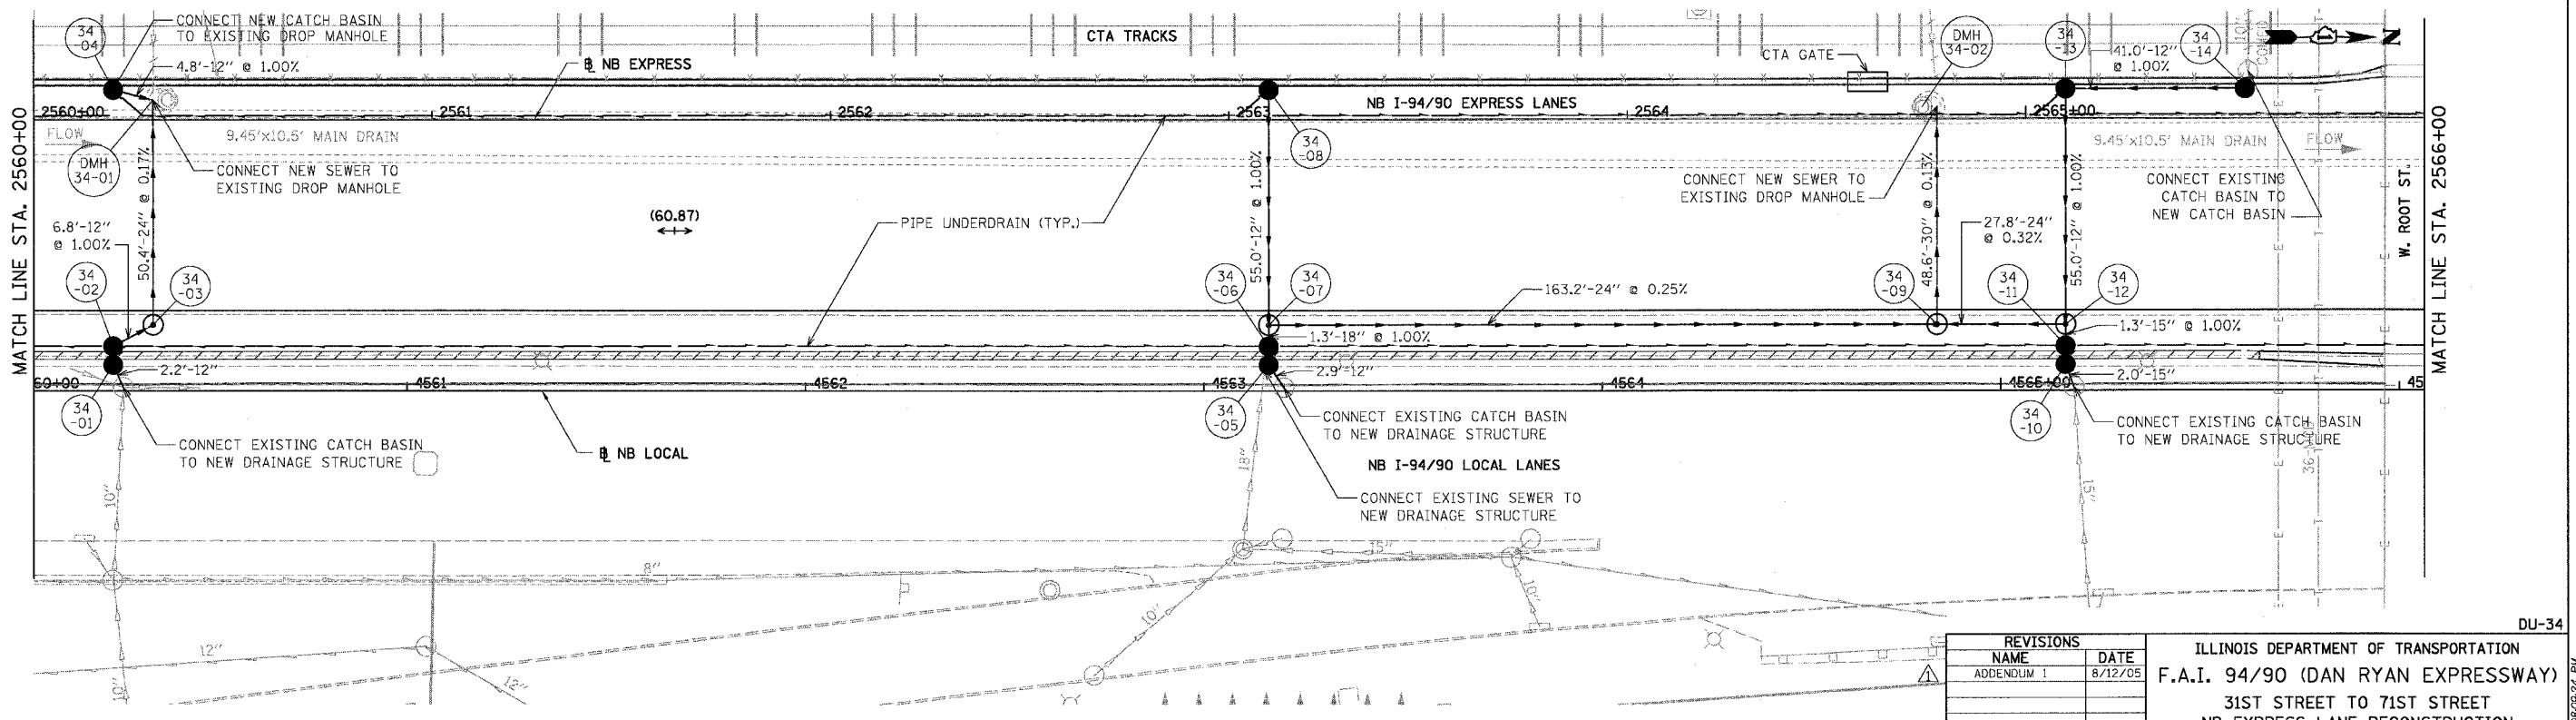 34
-04
CONNECT NEW CATCH BASIN
TO EXISTING DROP MANHOLE
4.8'-12" @ 1.00%
℄ NB EXPRESS
CTA TRACKS
CTA GATE
DMH
34-02
34
-13
41.0'-12"
@ 1.00%
34
-14
10"
N
2560+00
2561
2562
2563
NB I-94/90 EXPRESS LANES
2564
2565+00
FLOW
9.45'x10.5' MAIN DRAIN
9.45'x10.5' MAIN DRAIN
FLOW
DMH
34-01
CONNECT NEW SEWER TO
EXISTING DROP MANHOLE
34
-08
CONNECT NEW SEWER TO
EXISTING DROP MANHOLE
CONNECT EXISTING
CATCH BASIN TO
NEW CATCH BASIN
MATCH LINE STA. 2560+00
MATCH LINE STA. 2566+00
W. ROOT ST.
6.8'-12"
@ 1.00%
50.4'-24" @ 0.17%
(60.87)
PIPE UNDERDRAIN (TYP.)
55.0'-12" @ 1.00%
48.6'-30" @ 0.13%
27.8'-24"
@ 0.32%
55.0'-12" @ 1.00%
34
-02
34
-03
34
-06
34
-07
163.2'-24" @ 0.25%
34
-09
34
-11
34
-12
1.3'-18" @ 1.00%
1.3'-15" @ 1.00%
2.2'-12"
2.9'-12"
2.0'-15"
60+00
4561
4562
4563
4564
4565+00
45
34
-01
34
-05
34
-10
CONNECT EXISTING CATCH BASIN
TO NEW DRAINAGE STRUCTURE
℄ NB LOCAL
CONNECT EXISTING CATCH BASIN
TO NEW DRAINAGE STRUCTURE
NB I-94/90 LOCAL LANES
CONNECT EXISTING SEWER TO
NEW DRAINAGE STRUCTURE
CONNECT EXISTING CATCH BASIN
TO NEW DRAINAGE STRUCTURE
10"
18"
15"
15"
8"
10"
10"
12"
12"
10"
DU-34
REVISIONS
NAME DATE
1 ADDENDUM 1 8/12/05
ILLINOIS DEPARTMENT OF TRANSPORTATION
F.A.I. 94/90 (DAN RYAN EXPRESSWAY)
31ST STREET TO 71ST STREET
NB EXPRESS LANE RECONSTRUCTION